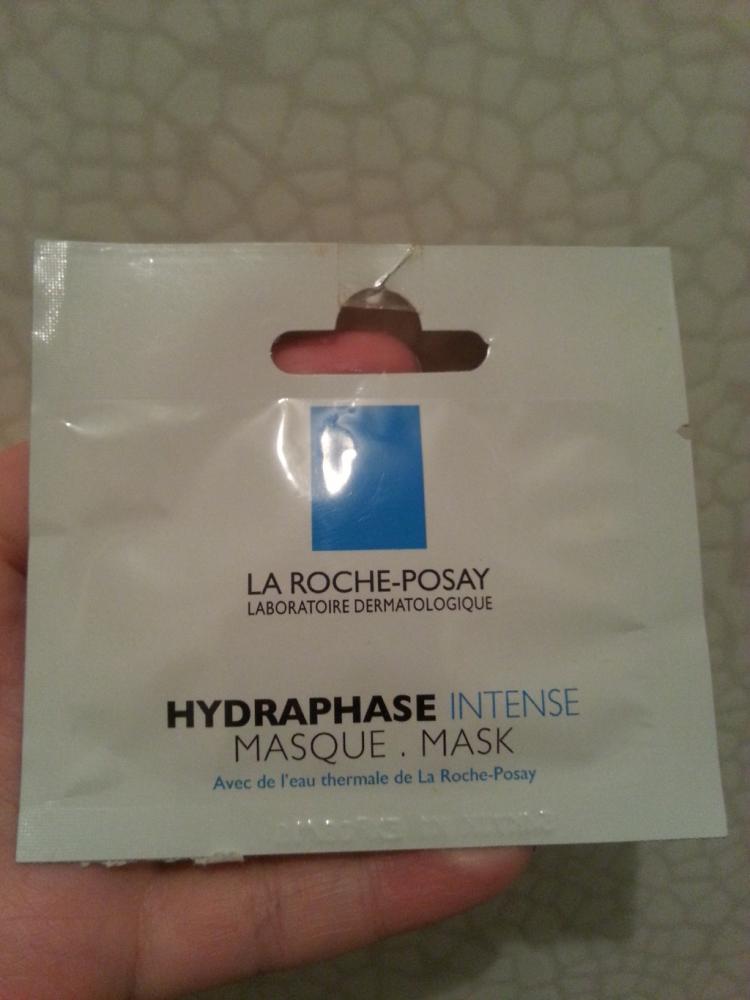 LA ROCHE-POSAY
LABORATOIRE DERMATOLOGIQUE
HYDRAPHASE INTENSE
MASQUE . MASK
Avec de l'eau thermale de La Roche-Posay